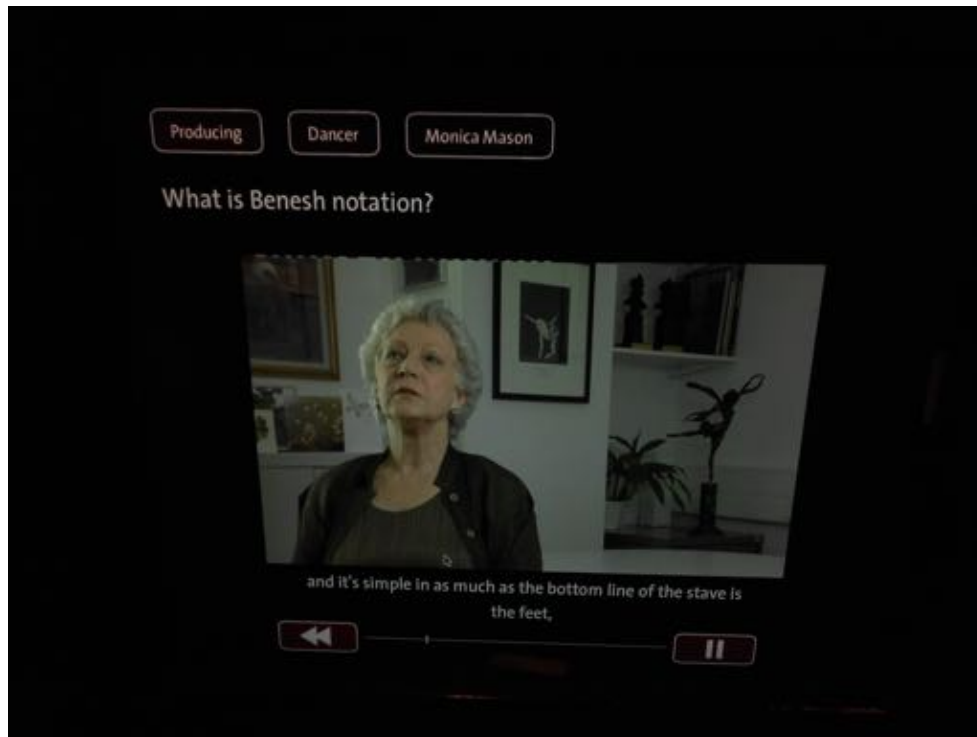 Producing Dancer Monica Mason
What is Benesh notation?
and it's simple in as much as the bottom line of the stave is
the feet,